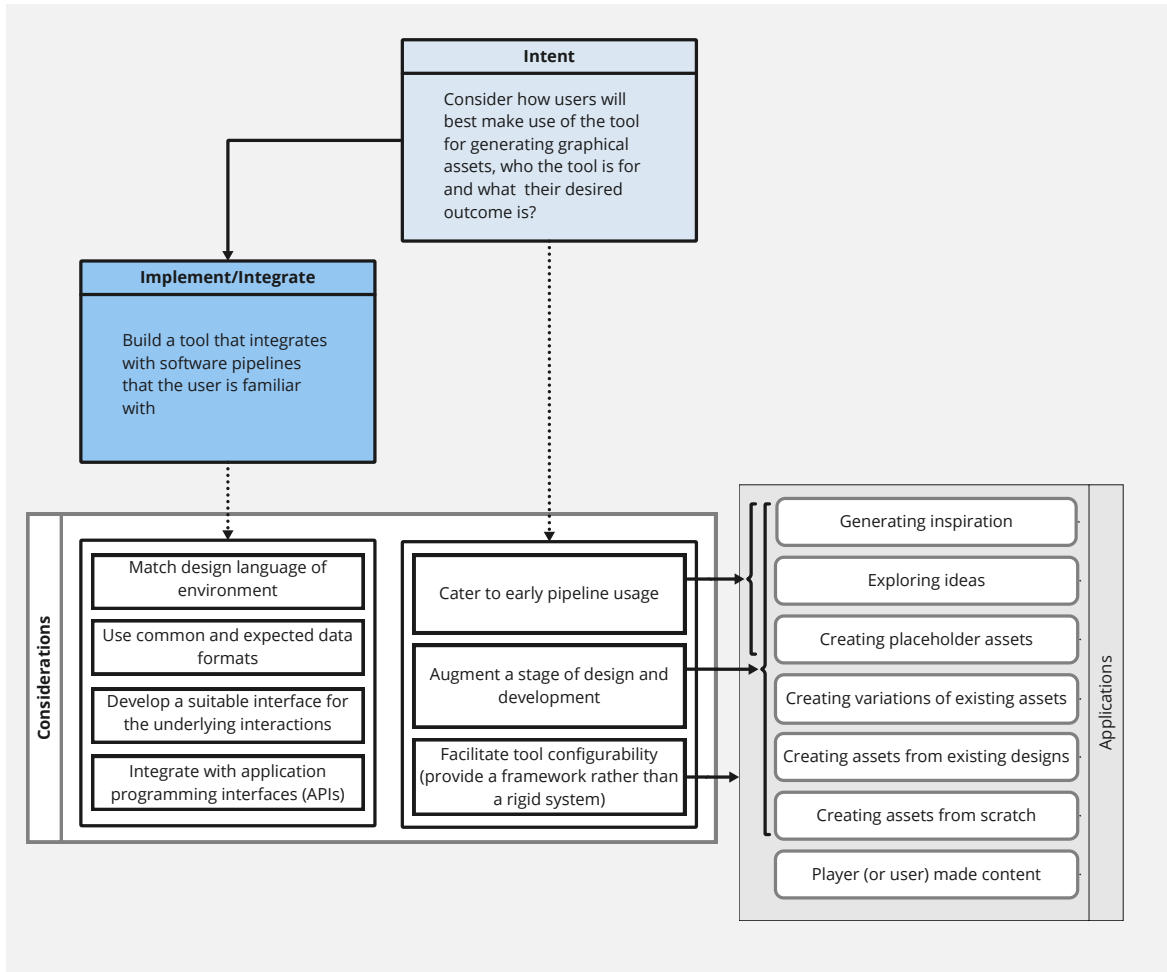 Intent
Consider how users will
best make use of the tool
for generating graphical
assets, who the tool is for
and what their desired
outcome is?
Implement/Integrate
Build a tool that integrates
with software pipelines
that the user is familiar
with
Considerations
Match design language of
environment
Use common and expected data
formats
Develop a suitable interface for
the underlying interactions
Integrate with application
programming interfaces (APIs)
Cater to early pipeline usage
Augment a stage of design and
development
Facilitate tool configurability
(provide a framework rather than
a rigid system)
Generating inspiration
Exploring ideas
Creating placeholder assets
Creating variations of existing assets
Creating assets from existing designs
Creating assets from scratch
Player (or user) made content
Applications